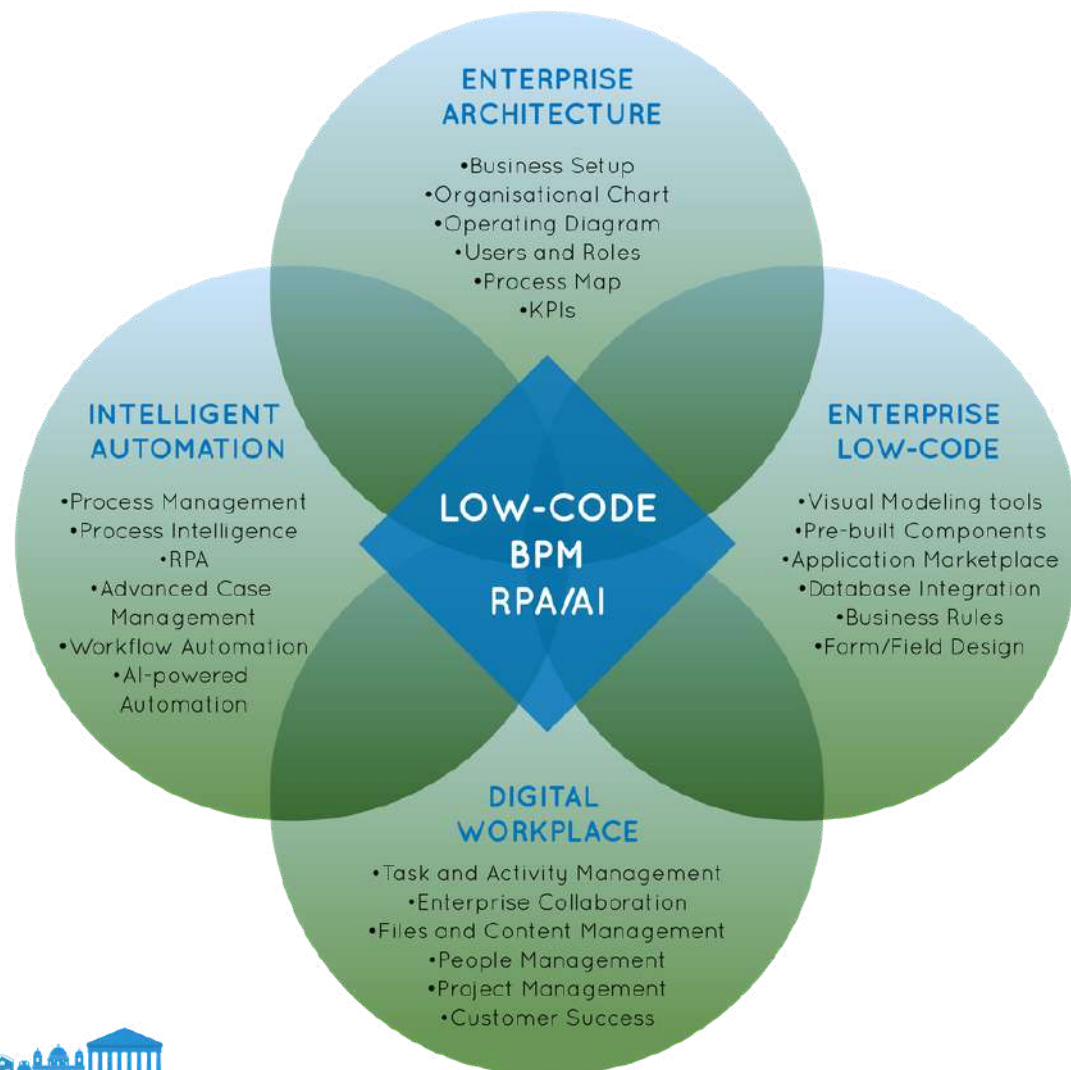 ENTERPRISE
ARCHITECTURE
•Business Setup
•Organisational Chart
•Operating Diagram
•Users and Roles
•Process Map
•KPIs
INTELLIGENT
AUTOMATION
•Process Management
•Process Intelligence
•RPA
•Advanced Case
Management
•Workflow Automation
•AI-powered
Automation
LOW-CODE
BPM
RPA/AI
ENTERPRISE
LOW-CODE
•Visual Modeling tools
•Pre-built Components
•Application Marketplace
•Database Integration
•Business Rules
•Form/Field Design
DIGITAL
WORKPLACE
•Task and Activity Management
•Enterprise Collaboration
•Files and Content Management
•People Management
•Project Management
•Customer Success